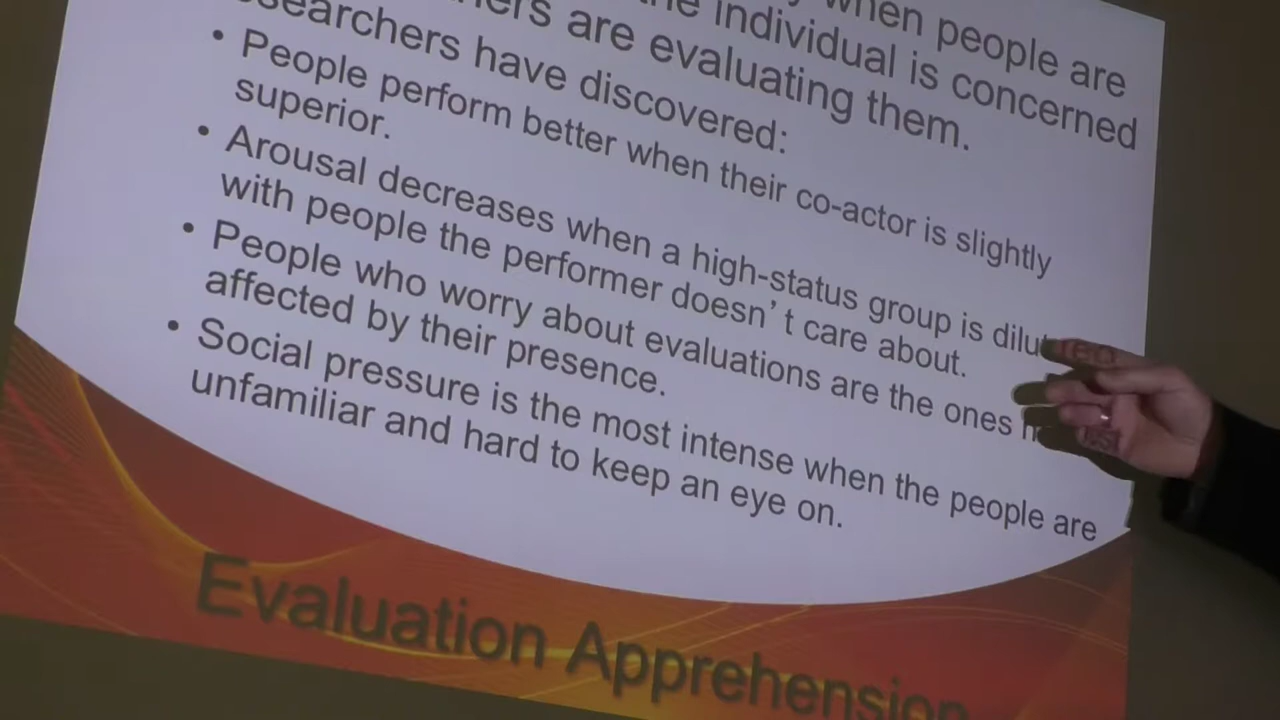 when people are
the individual is concerned
are evaluating them.
have discovered:
• People perform better when their co-actor is slightly
superior.
• Arousal decreases when a high-status group is diluted
with people the performer doesn't care about.
• People who worry about evaluations are the ones
affected by their presence.
• Social pressure is the most intense when the people are
unfamiliar and hard to keep an eye on.
Evaluation Apprehension